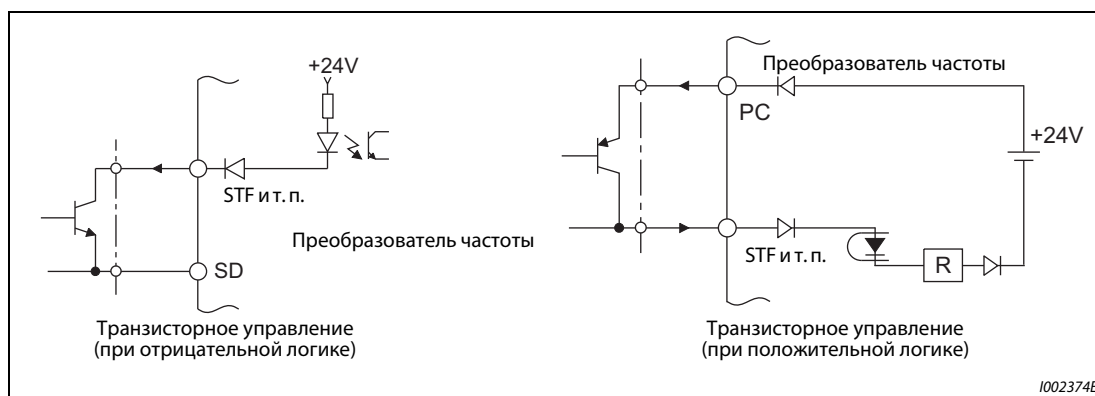 +24V
STF и т. п.
Преобразователь частоты
SD
Транзисторное управление
(при отрицательной логике)
Преобразователь частоты
PC
+24V
STF и т. п.
R
Транзисторное управление
(при положительной логике)
I002374E